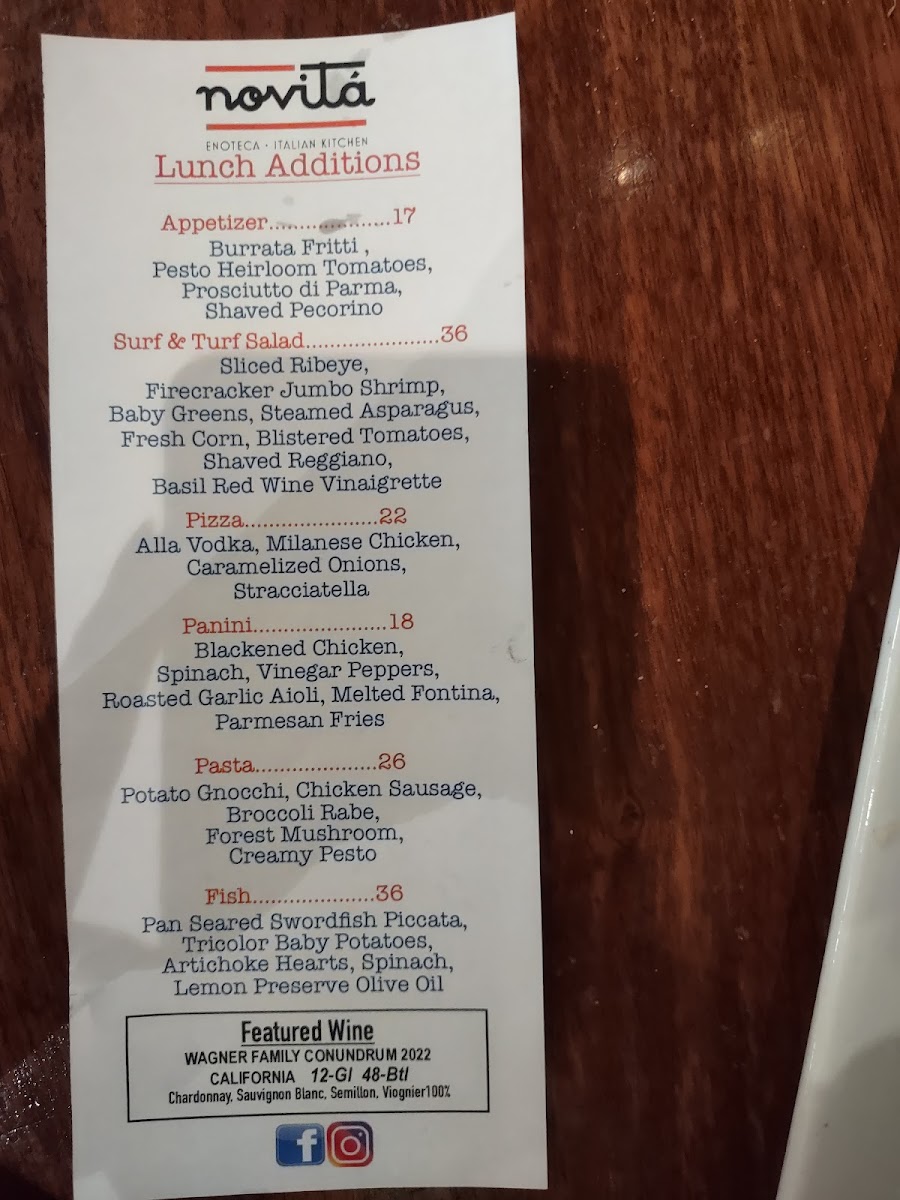 novitá
ENOTECA · ITALIAN KITCHEN
Lunch Additions
Appetizer....................17
Burrata Fritti ,
Pesto Heirloom Tomatoes,
Prosciutto di Parma,
Shaved Pecorino
Surf & Turf Salad......................36
Sliced Ribeye,
Firecracker Jumbo Shrimp,
Baby Greens, Steamed Asparagus,
Fresh Corn, Blistered Tomatoes,
Shaved Reggiano,
Basil Red Wine Vinaigrette
Pizza......................22
Alla Vodka, Milanese Chicken,
Caramelized Onions,
Stracciatella
Panini......................18
Blackened Chicken,
Spinach, Vinegar Peppers,
Roasted Garlic Aioli, Melted Fontina,
Parmesan Fries
Pasta....................26
Potato Gnocchi, Chicken Sausage,
Broccoli Rabe,
Forest Mushroom,
Creamy Pesto
Fish....................36
Pan Seared Swordfish Piccata,
Tricolor Baby Potatoes,
Artichoke Hearts, Spinach,
Lemon Preserve Olive Oil
Featured Wine
WAGNER FAMILY CONUNDRUM 2022
CALIFORNIA 12-Gl 48-Btl
Chardonnay, Sauvignon Blanc, Semillon, Viognier100%